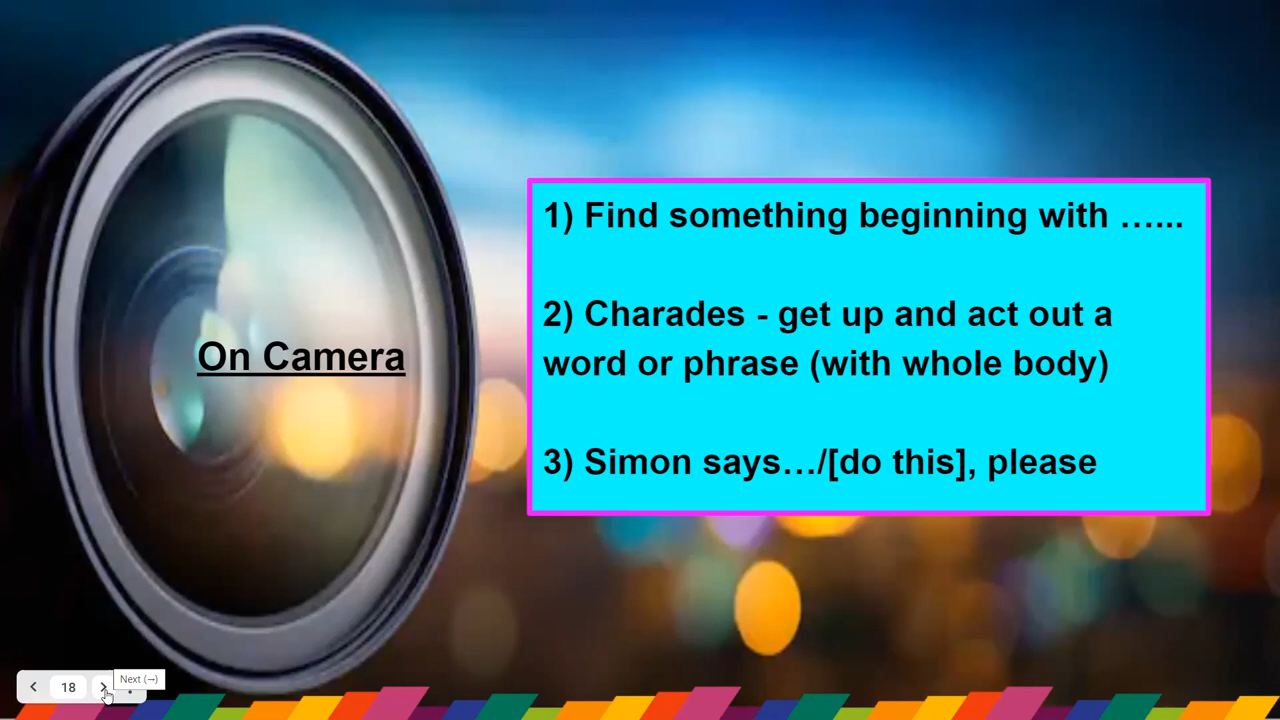 On Camera
1) Find something beginning with …...
2) Charades - get up and act out a
word or phrase (with whole body)
3) Simon says…/[do this], please
18
Next (→)